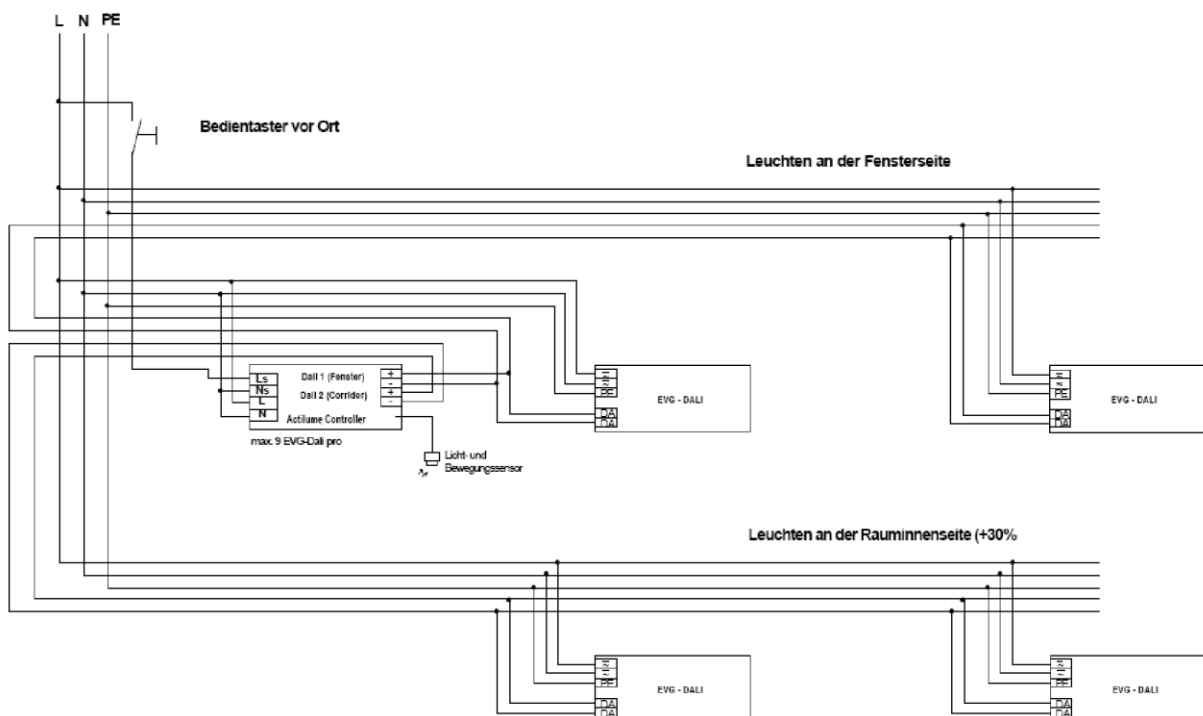 L N PE
Bedientaster vor Ort
Leuchten an der Fensterseite
Ls
Ns
L
N
Dali 1 (Fenster)
Dali 2 (Corridor)
Actilume Controller
+
-
+
-
max. 9 EVG-Dali pro
Licht- und
Bewegungssensor
≂
≂
PE
DA
DA
EVG - DALI
≂
~
PE
DA
DA
EVG - DALI
Leuchten an der Rauminnenseite (+30%
≂
≂
PE
DA
DA
EVG - DALI
≂
≂
PE
DA
DA
EVG - DALI